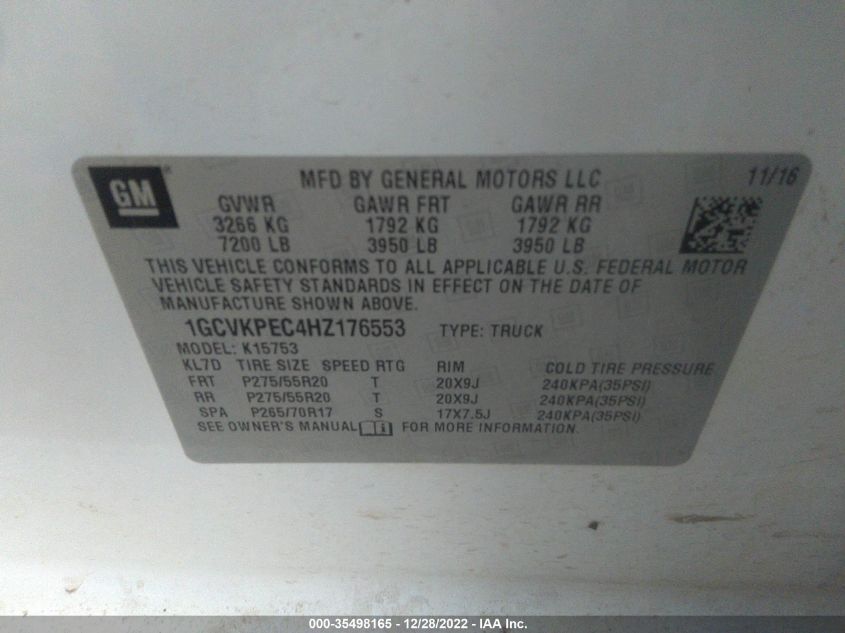 GM
MFD BY GENERAL MOTORS LLC 11/16
GVWR GAWR FRT GAWR RR
3266 KG 1792 KG 1792 KG
7200 LB 3950 LB 3950 LB
THIS VEHICLE CONFORMS TO ALL APPLICABLE U.S. FEDERAL MOTOR
VEHICLE SAFETY STANDARDS IN EFFECT ON THE DATE OF
MANUFACTURE SHOWN ABOVE.
1GCVKPEC4HZ176553 TYPE: TRUCK
MODEL: K15753
KL7D TIRE SIZE SPEED RTG RIM COLD TIRE PRESSURE
FRT P275/55R20 T 20X9J 240KPA(35PSI)
RR P275/55R20 T 20X9J 240KPA(35PSI)
SPA P265/70R17 S 17X7.5J 240KPA(35PSI)
SEE OWNER'S MANUAL FOR MORE INFORMATION.
000-35498165 - 12/28/2022 - IAA Inc.